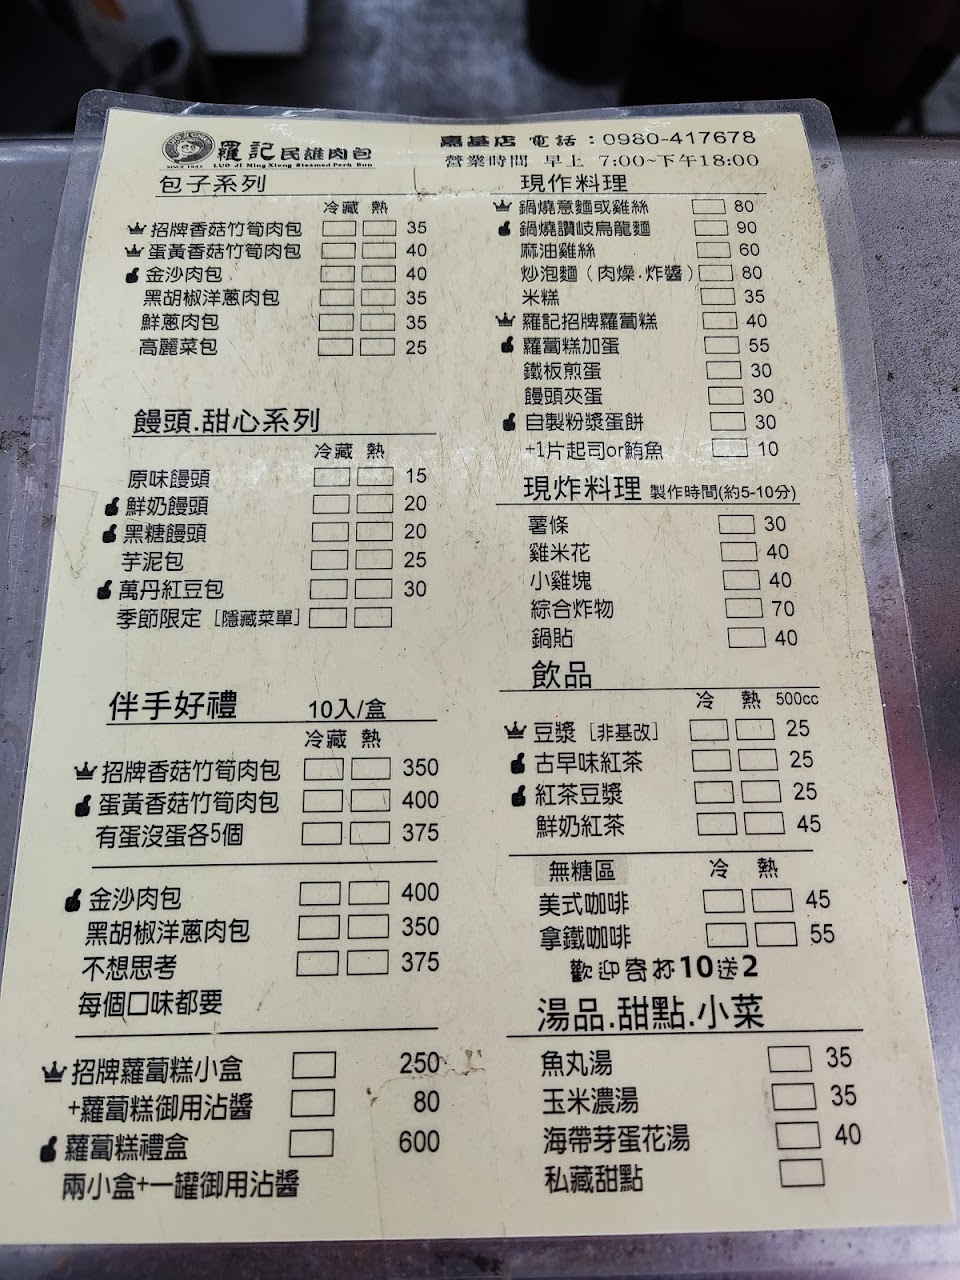 羅記民雄肉包
SINCE 1951
LUO JI Ming Xiong Steamed Pork Bun
嘉基店 電話：0980-417678
營業時間 早上 7:00~下午18:00
包子系列
冷藏 熱
招牌香菇竹筍肉包 35
蛋黃香菇竹筍肉包 40
金沙肉包 40
黑胡椒洋蔥肉包 35
鮮蔥肉包 35
高麗菜包 25
饅頭.甜心系列
冷藏 熱
原味饅頭 15
鮮奶饅頭 20
黑糖饅頭 20
芋泥包 25
萬丹紅豆包 30
季節限定［隱藏菜單］
伴手好禮 10入/盒
冷藏 熱
招牌香菇竹筍肉包 350
蛋黃香菇竹筍肉包 400
有蛋沒蛋各5個 375
金沙肉包 400
黑胡椒洋蔥肉包 350
不想思考 375
每個口味都要
招牌蘿蔔糕小盒 250
+蘿蔔糕御用沾醬 80
蘿蔔糕禮盒 600
兩小盒+一罐御用沾醬
現作料理
鍋燒意麵或雞絲 80
鍋燒讚岐烏龍麵 90
麻油雞絲 60
炒泡麵（肉燥.炸醬） 80
米糕 35
羅記招牌蘿蔔糕 40
蘿蔔糕加蛋 55
鐵板煎蛋 30
饅頭夾蛋 30
自製粉漿蛋餅 30
+1片起司or鮪魚 10
現炸料理 製作時間(約5-10分)
薯條 30
雞米花 40
小雞塊 40
綜合炸物 70
鍋貼 40
飲品
冷 熱 500cc
豆漿［非基改］ 25
古早味紅茶 25
紅茶豆漿 25
鮮奶紅茶 45
無糖區 冷 熱
美式咖啡 45
拿鐵咖啡 55
歡迎寄杯10送2
湯品.甜點.小菜
魚丸湯 35
玉米濃湯 35
海帶芽蛋花湯 40
私藏甜點